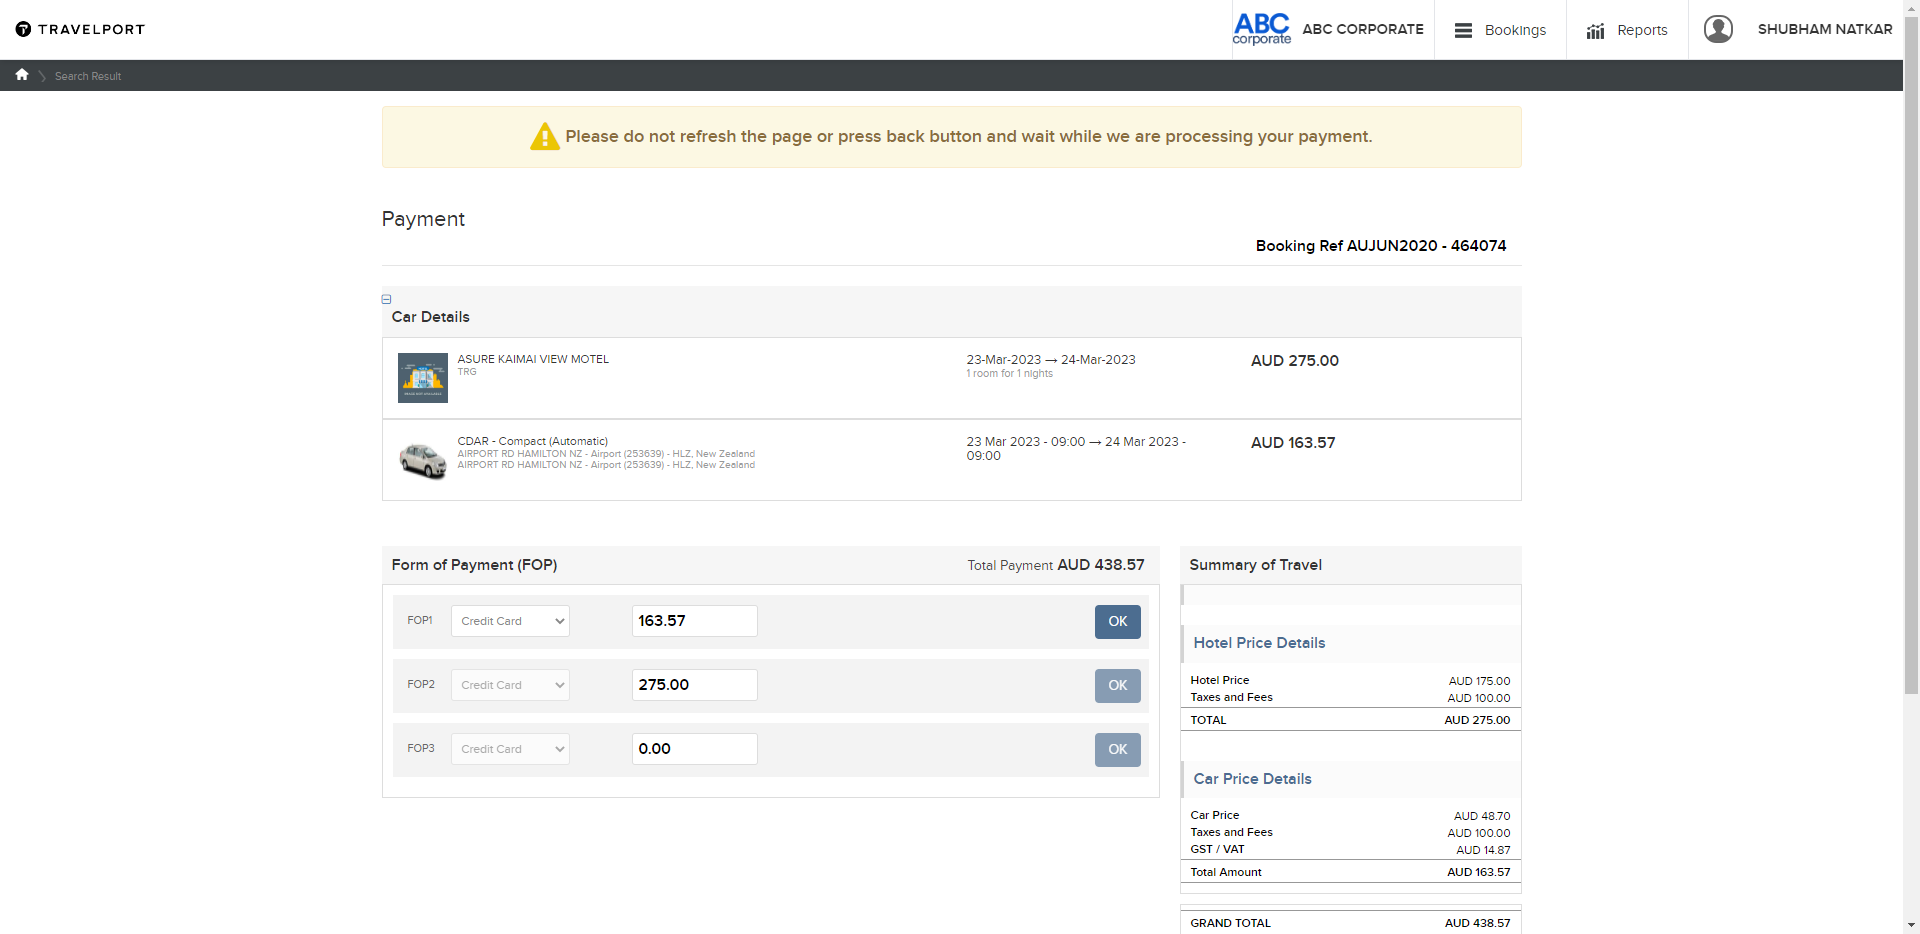 TRAVELPORT
ABC corporate
ABC CORPORATE
Bookings
Reports
SHUBHAM NATKAR
Search Result
Please do not refresh the page or press back button and wait while we are processing your payment.
Payment
Booking Ref AUJUN2020 - 464074
Car Details
ASURE KAIMAI VIEW MOTEL
TRG
23-Mar-2023 → 24-Mar-2023
1 room for 1 nights
AUD 275.00
CDAR - Compact (Automatic)
AIRPORT RD HAMILTON NZ - Airport (253639) - HLZ, New Zealand
AIRPORT RD HAMILTON NZ - Airport (253639) - HLZ, New Zealand
23 Mar 2023 - 09:00 → 24 Mar 2023 -
09:00
AUD 163.57
Form of Payment (FOP)
Total Payment AUD 438.57
FOP1 Credit Card 163.57 OK
FOP2 Credit Card 275.00 OK
FOP3 Credit Card 0.00 OK
Summary of Travel
Hotel Price Details
Hotel Price AUD 175.00
Taxes and Fees AUD 100.00
TOTAL AUD 275.00
Car Price Details
Car Price AUD 48.70
Taxes and Fees AUD 100.00
GST / VAT AUD 14.87
Total Amount AUD 163.57
GRAND TOTAL AUD 438.57